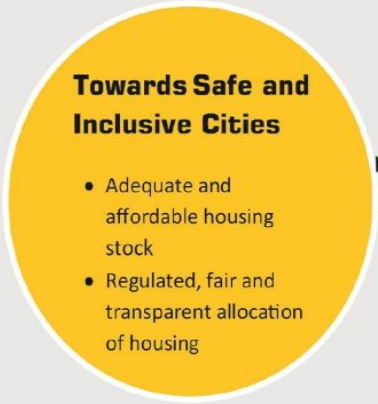 Towards Safe and
Inclusive Cities
• Adequate and
affordable housing
stock
• Regulated, fair and
transparent allocation
of housing